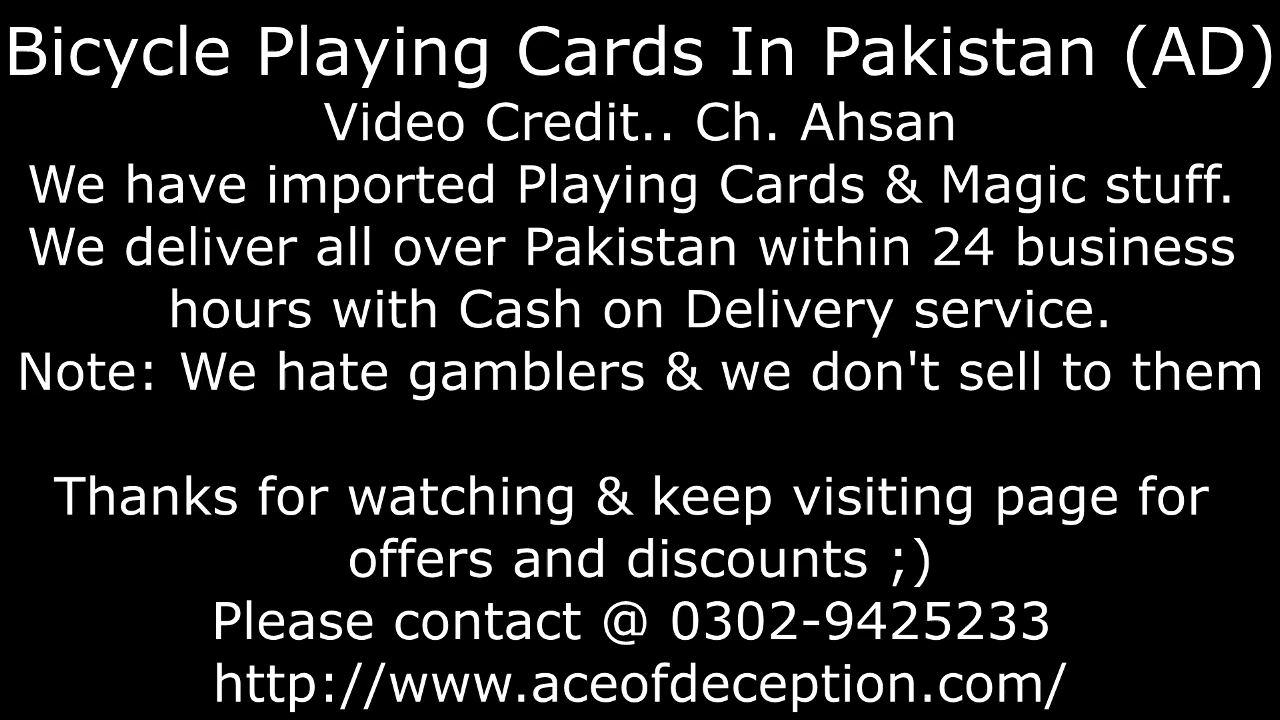 Bicycle Playing Cards In Pakistan (AD)
Video Credit.. Ch. Ahsan
We have imported Playing Cards & Magic stuff.
We deliver all over Pakistan within 24 business
hours with Cash on Delivery service.
Note: We hate gamblers & we don't sell to them
Thanks for watching & keep visiting page for
offers and discounts ;)
Please contact @ 0302-9425233
http://www.aceofdeception.com/